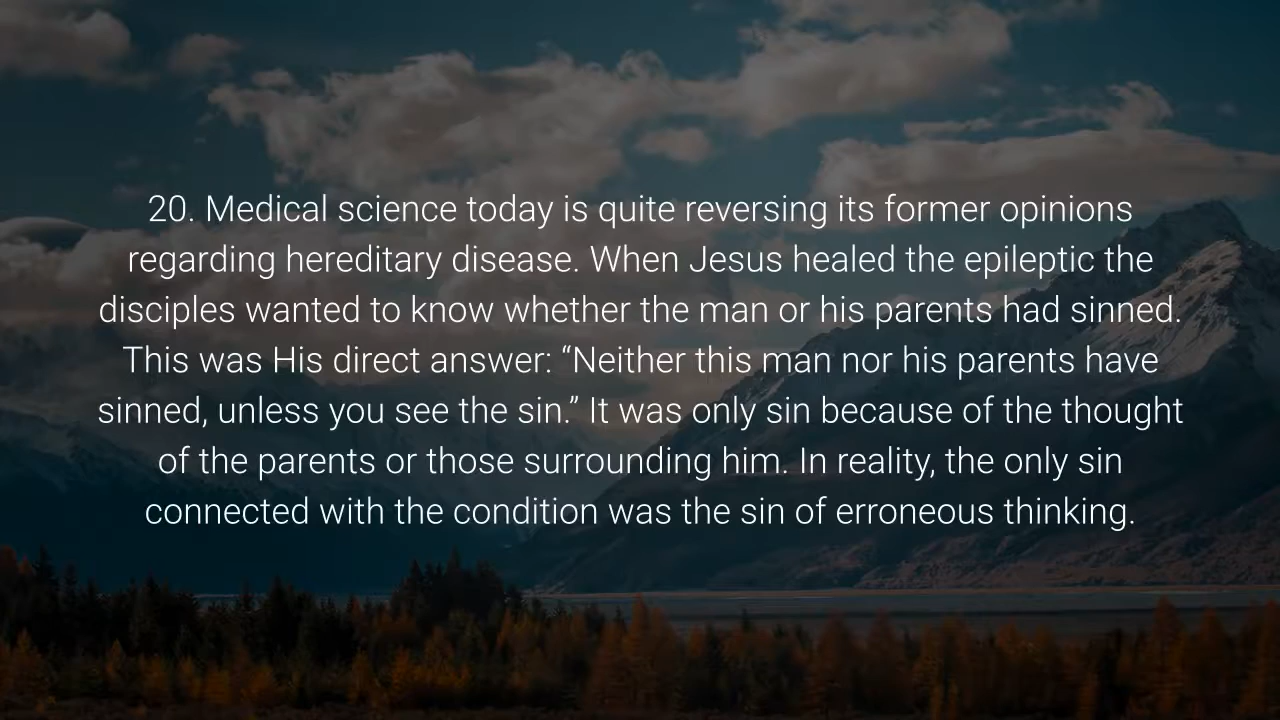 20. Medical science today is quite reversing its former opinions
regarding hereditary disease. When Jesus healed the epileptic the
disciples wanted to know whether the man or his parents had sinned.
This was His direct answer: “Neither this man nor his parents have
sinned, unless you see the sin.” It was only sin because of the thought
of the parents or those surrounding him. In reality, the only sin
connected with the condition was the sin of erroneous thinking.